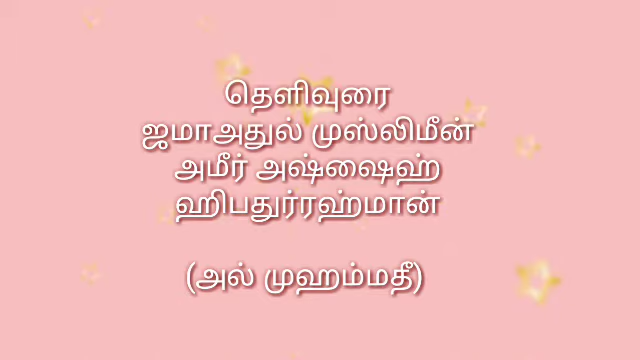 தெளிவுரை
ஜமாஅதுல் முஸ்லிமீன்
அமீர் அஷ்ஷைஹ்
ஹிபதுர்ரஹ்மான்
(அல் முஹம்மதீ)